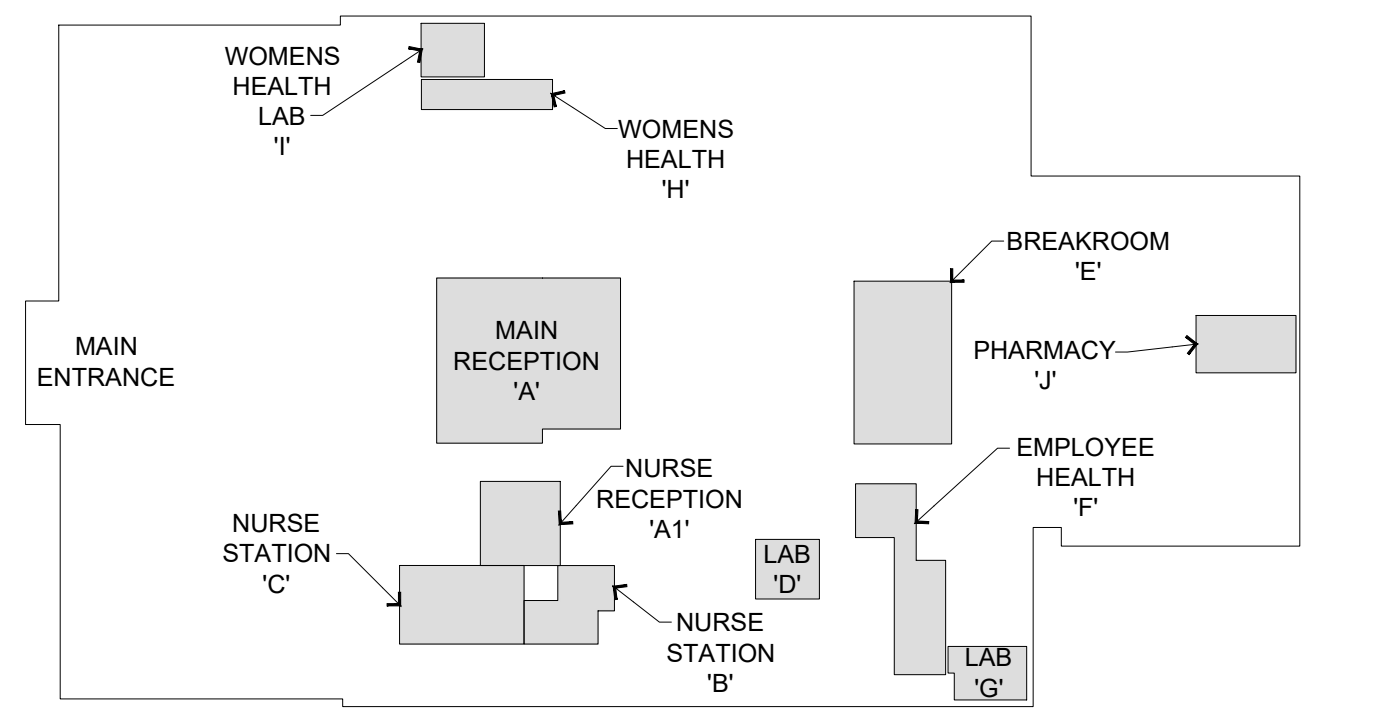 WOMENS
HEALTH
LAB
'I'
WOMENS
HEALTH
'H'
BREAKROOM
'E'
MAIN
ENTRANCE
MAIN
RECEPTION
'A'
PHARMACY
'J'
EMPLOYEE
HEALTH
'F'
NURSE
RECEPTION
'A1'
NURSE
STATION
'C'
LAB
'D'
NURSE
STATION
'B'
LAB
'G'